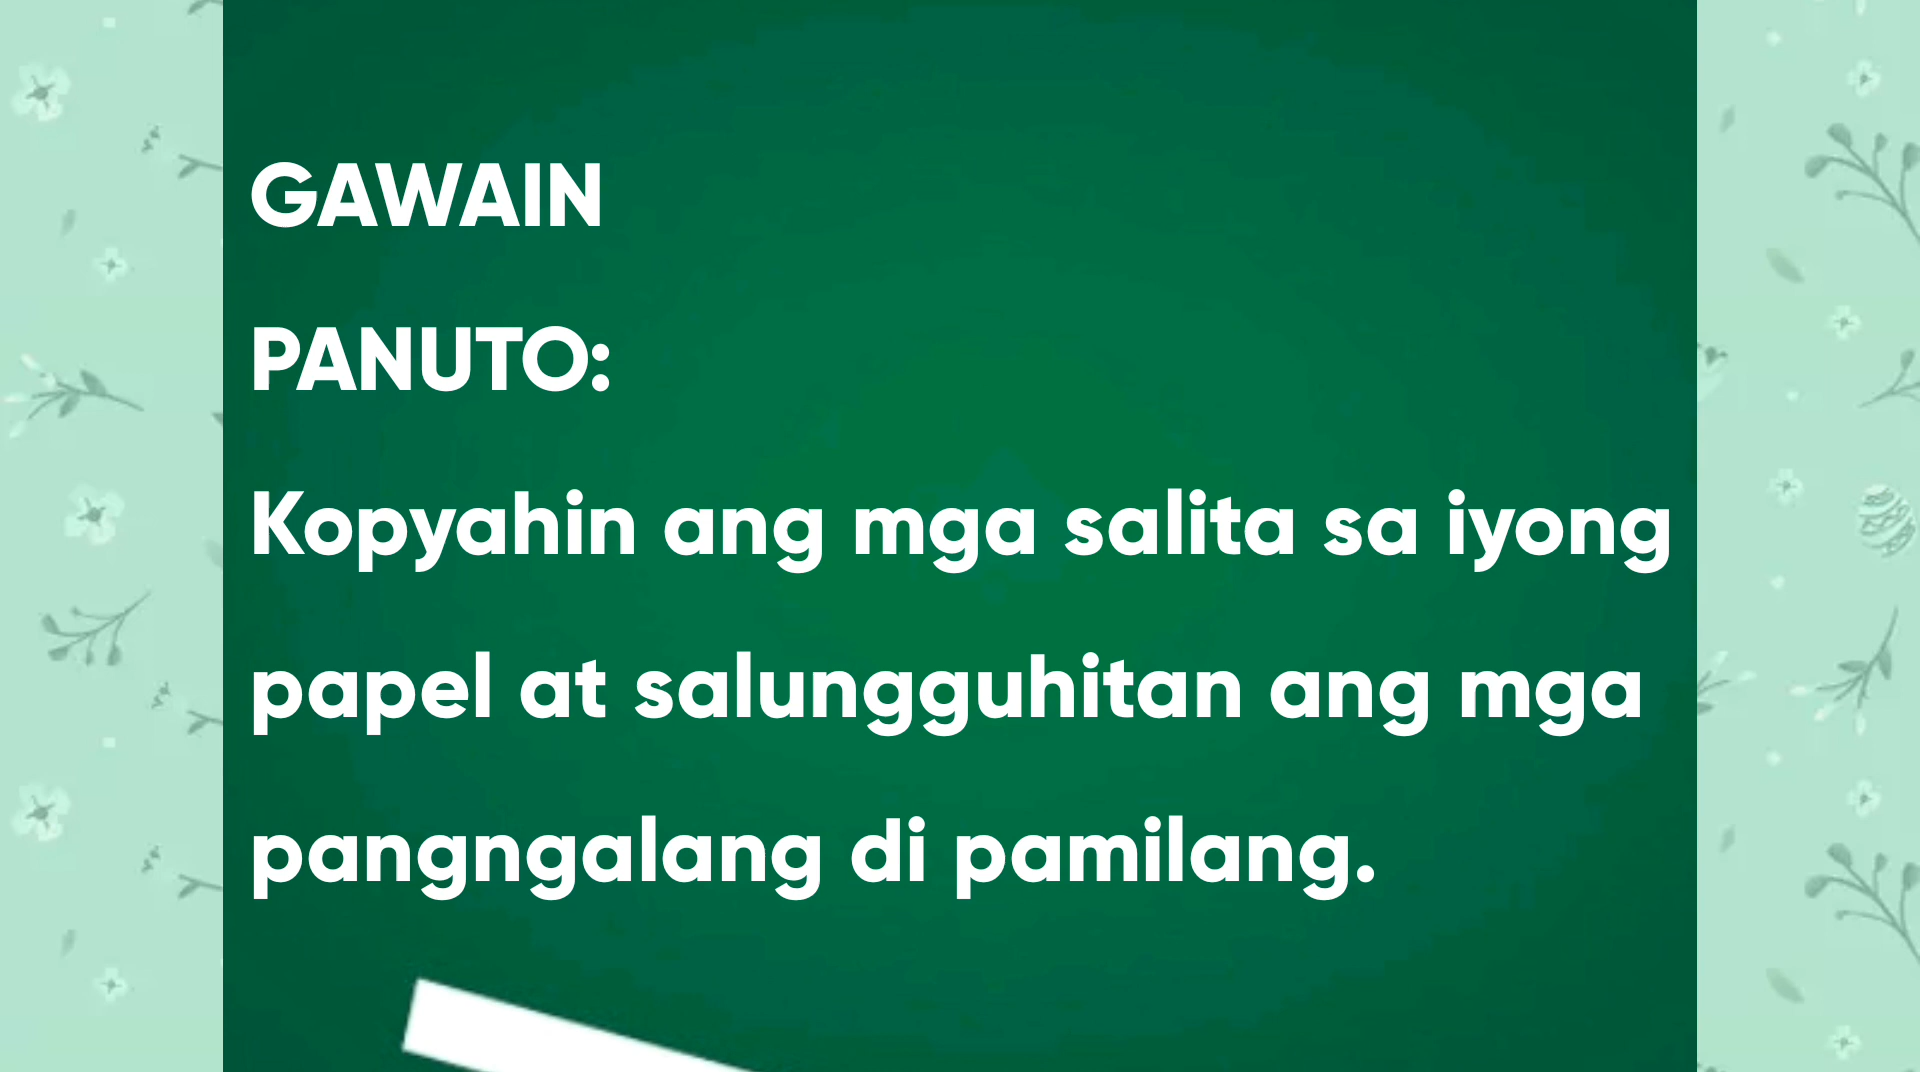 GAWAIN
PANUTO:
Kopyahin ang mga salita sa iyong
papel at salungguhitan ang mga
pangngalang di pamilang.